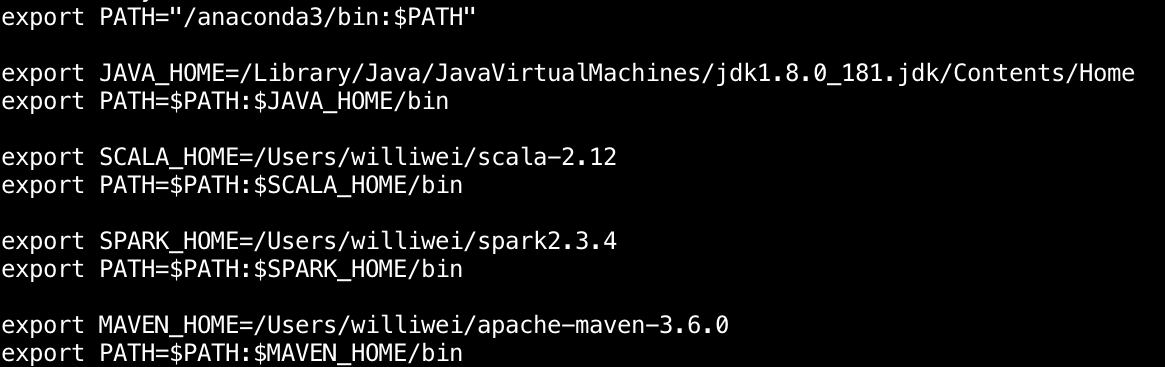 export PATH="/anaconda3/bin:$PATH"
export JAVA_HOME=/Library/Java/JavaVirtualMachines/jdk1.8.0_181.jdk/Contents/Home
export PATH=$PATH:$JAVA_HOME/bin
export SCALA_HOME=/Users/williwei/scala-2.12
export PATH=$PATH:$SCALA_HOME/bin
export SPARK_HOME=/Users/williwei/spark2.3.4
export PATH=$PATH:$SPARK_HOME/bin
export MAVEN_HOME=/Users/williwei/apache-maven-3.6.0
export PATH=$PATH:$MAVEN_HOME/bin